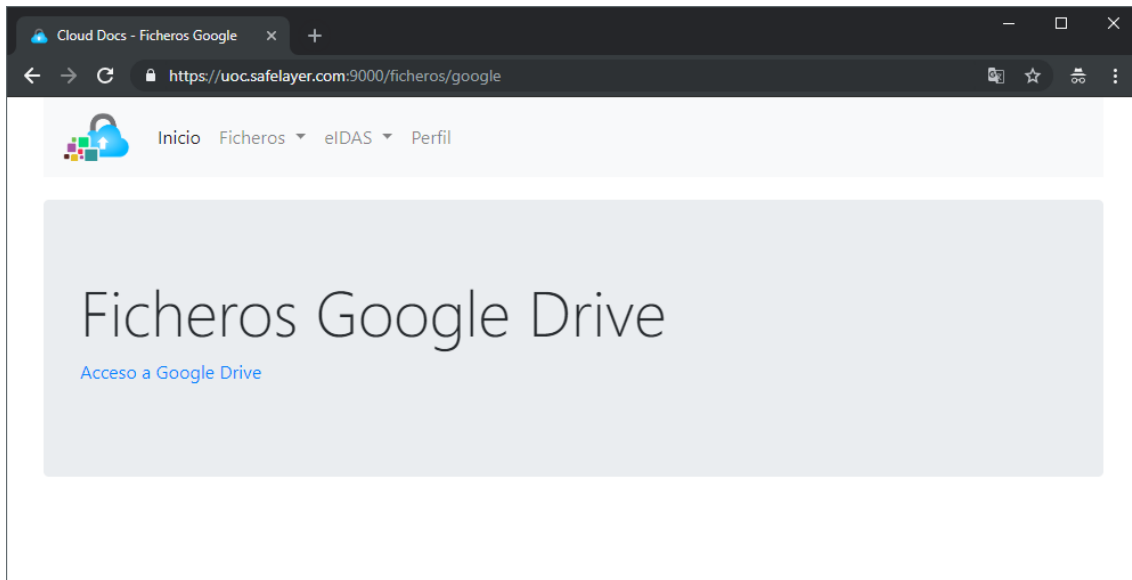 Cloud Docs - Ficheros Google
https://uoc.safelayer.com:9000/ficheros/google
Inicio Ficheros eIDAS Perfil
Ficheros Google Drive
Acceso a Google Drive